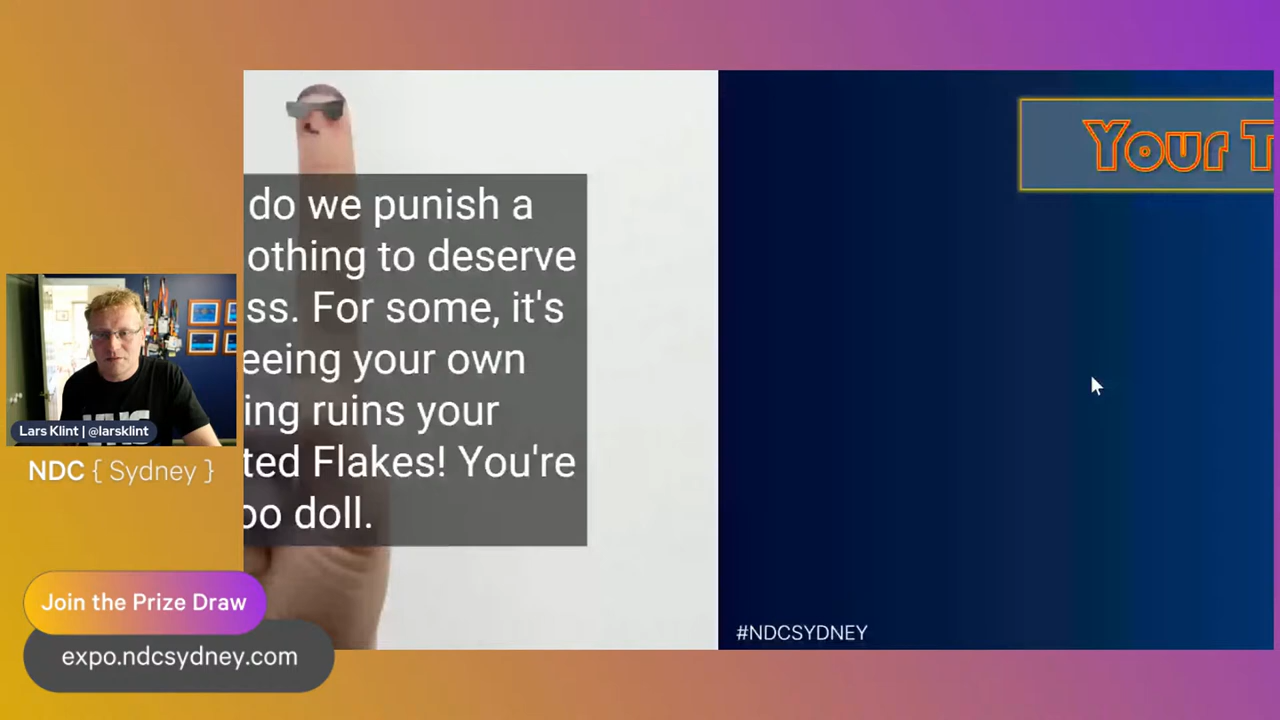 Your T
do we punish a
othing to deserve
ss. For some, it's
eeing your own
ing ruins your
ted Flakes! You're
oo doll.
Lars Klint | @larsklint
NDC { Sydney }
Join the Prize Draw
expo.ndcsydney.com
#NDCSYDNEY